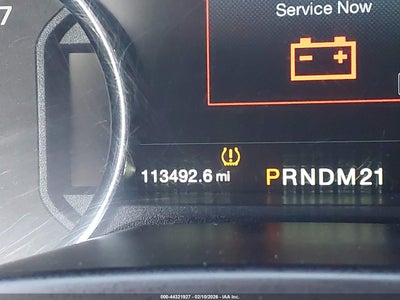 7
Service Now
113492.6 mi
PRNDM21
000-44321927 - 02/10/2026 - IAA Inc.